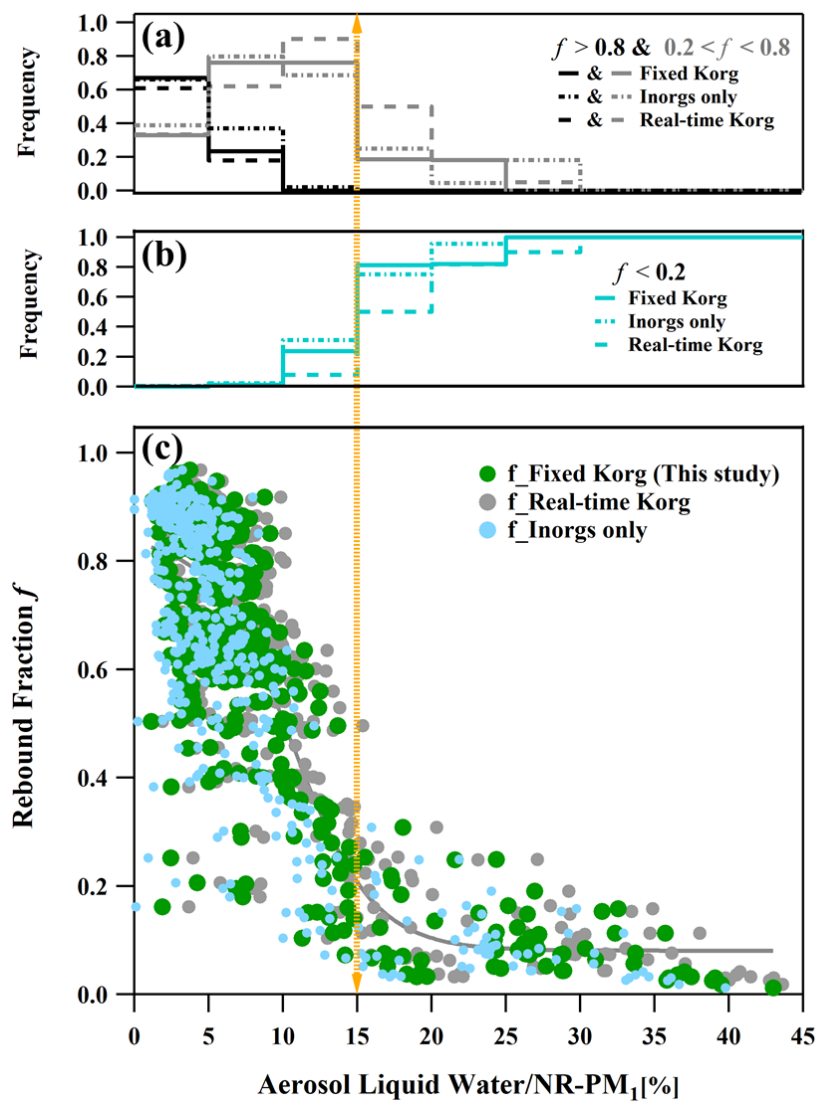 (a)
f > 0.8 & 0.2 < f < 0.8
& Fixed Korg
& Inorgs only
& Real-time Korg
Frequency
1.0
0.8
0.6
0.4
0.2
0.0
(b)
f < 0.2
Fixed Korg
Inorgs only
Real-time Korg
Frequency
1.0
0.8
0.6
0.4
0.2
0.0
(c)
f_Fixed Korg (This study)
f_Real-time Korg
f_Inorgs only
Rebound Fraction f
1.0
0.8
0.6
0.4
0.2
0.0
0 5 10 15 20 25 30 35 40 45
Aerosol Liquid Water/NR-PM₁[%]